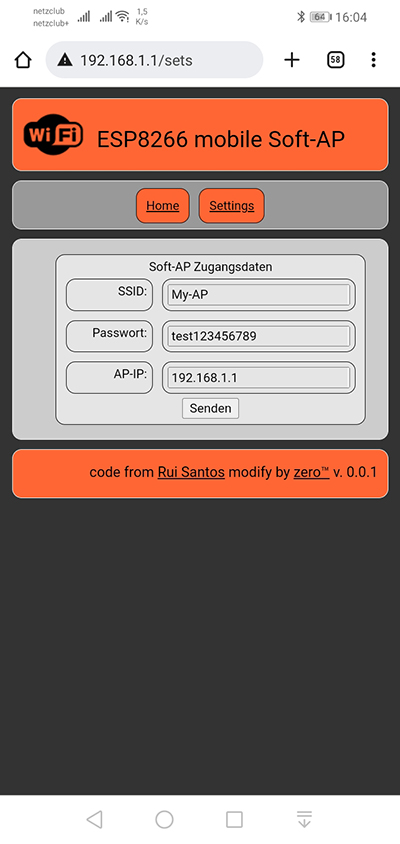 netzclub
netzclub+
1,5
K/s
64
16:04
192.168.1.1/sets
58
Wi Fi
ESP8266 mobile Soft-AP
Home
Settings
Soft-AP Zugangsdaten
SSID:
My-AP
Passwort:
test123456789
AP-IP:
192.168.1.1
Senden
code from Rui Santos modify by zero™ v. 0.0.1